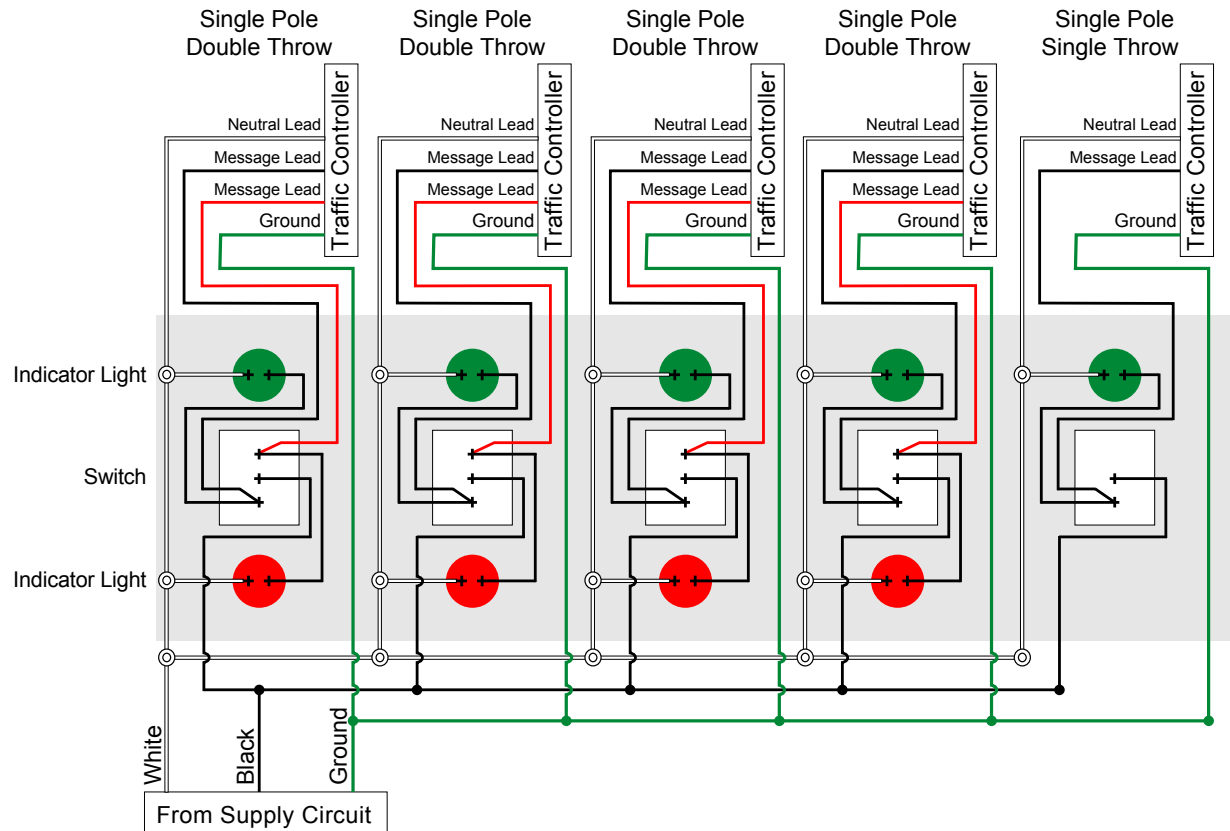 Single Pole
Double Throw
Single Pole
Double Throw
Single Pole
Double Throw
Single Pole
Double Throw
Single Pole
Single Throw
Neutral Lead
Message Lead
Message Lead
Ground
Traffic Controller
Neutral Lead
Message Lead
Message Lead
Ground
Traffic Controller
Neutral Lead
Message Lead
Message Lead
Ground
Traffic Controller
Neutral Lead
Message Lead
Message Lead
Ground
Traffic Controller
Neutral Lead
Message Lead
Ground
Traffic Controller
Indicator Light
Switch
Indicator Light
White
Black
Ground
From Supply Circuit